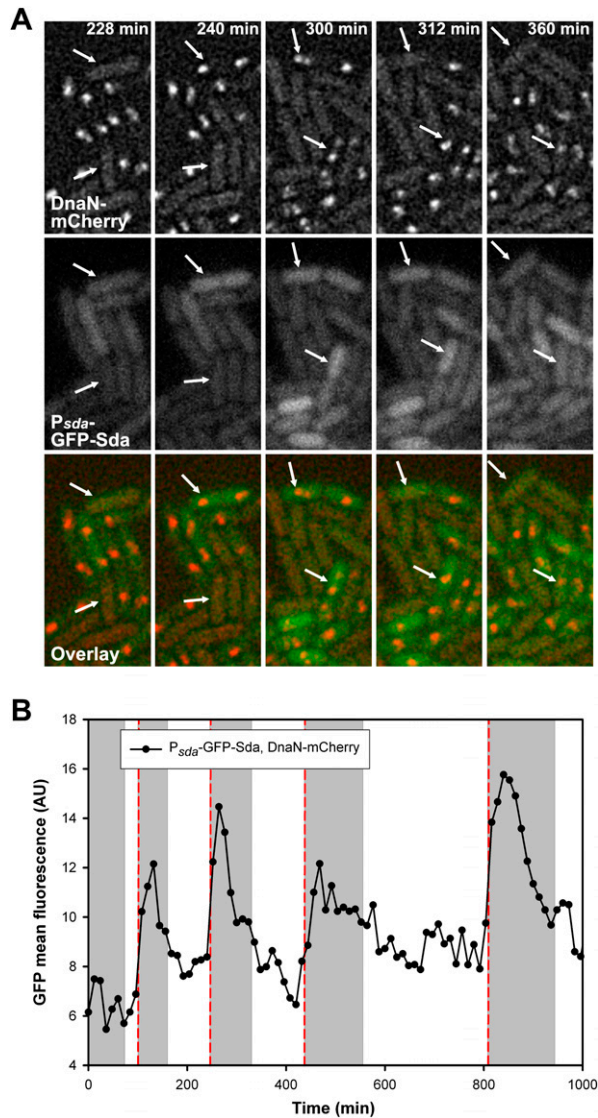 A
228 min 240 min 300 min 312 min 360 min
DnaN-
mCherry
Psda-
GFP-Sda
Overlay
B
18
16
14
12
10
8
6
4
GFP mean fluorescence (AU)
Psda-GFP-Sda, DnaN-mCherry
0 200 400 600 800 1000
Time (min)